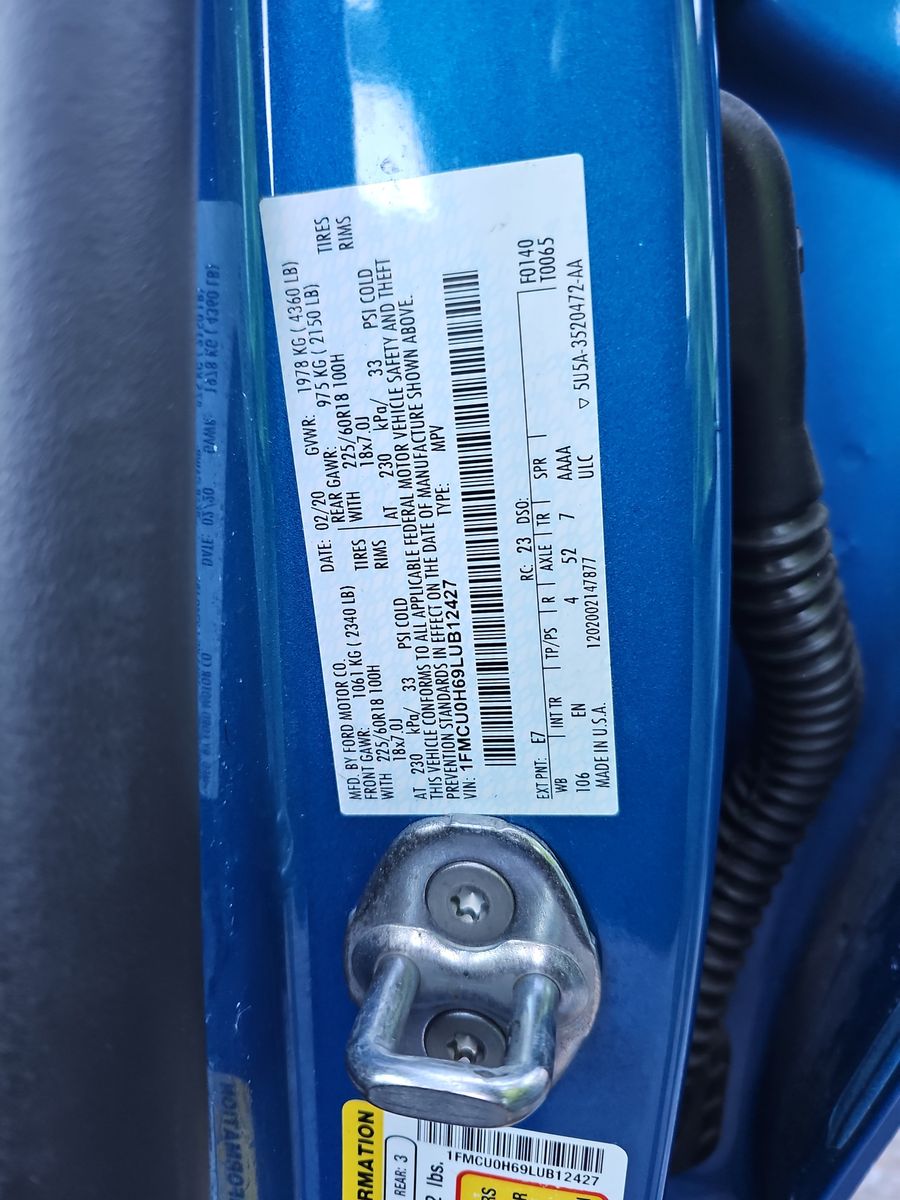 MFD. BY FORD MOTOR CO.
DATE: 02/20
GVWR: 1978 KG ( 4360 LB)
FRONT GAWR: 1061 KG ( 2340 LB)
REAR GAWR: 975 KG ( 2150 LB)
WITH 225/60R18 100H TIRES
WITH 225/60R18 100H TIRES
18x7.0J RIMS
18x7.0J RIMS
AT 230 kPa/ 33 PSI COLD
AT 230 kPa/ 33 PSI COLD
THIS VEHICLE CONFORMS TO ALL APPLICABLE FEDERAL MOTOR VEHICLE SAFETY AND THEFT
PREVENTION STANDARDS IN EFFECT ON THE DATE OF MANUFACTURE SHOWN ABOVE.
VIN: 1FMCU0H69LUB12427
TYPE: MPV
EXT PNT: E7 RC: 23 DSO: F0140
WB INT TR TP/PS R AXLE TR SPR T0065
106 EN 4 52 7 AAAA
MADE IN U.S.A. 120200214787​7 ULC
▽ 5U5A-3520472-AA
RMATION
REAR: 3
lbs.
1FMCU0H69LUB12427